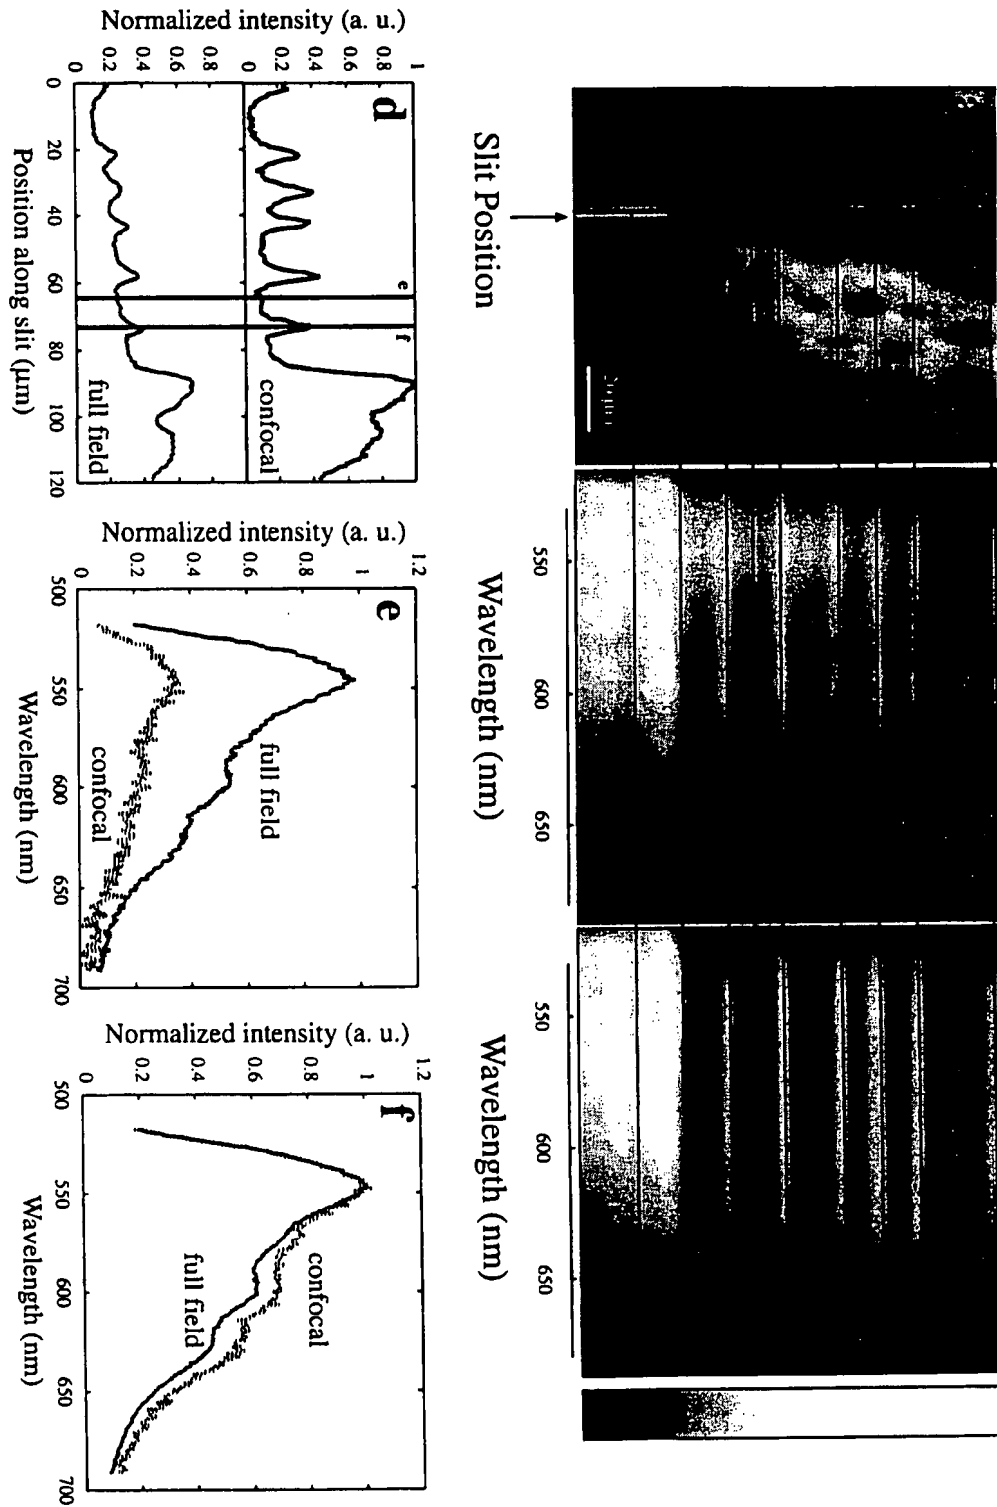 Slit Position
550
600
650
Wavelength (nm)
550
600
650
Wavelength (nm)
d
Normalized intensity (a. u.)
0.2
0.4
0.6
0.8
0
0.2
0.4
0.6
0.8
1
e
f
confocal
full field
0
20
40
60
80
100
120
Position along slit (μm)
e
Normalized intensity (a. u.)
0
0.2
0.4
0.6
0.8
1
1.2
full field
confocal
500
550
600
650
700
Wavelength (nm)
f
Normalized intensity (a. u.)
0
0.2
0.4
0.6
0.8
1
1.2
confocal
full field
500
550
600
650
700
Wavelength (nm)